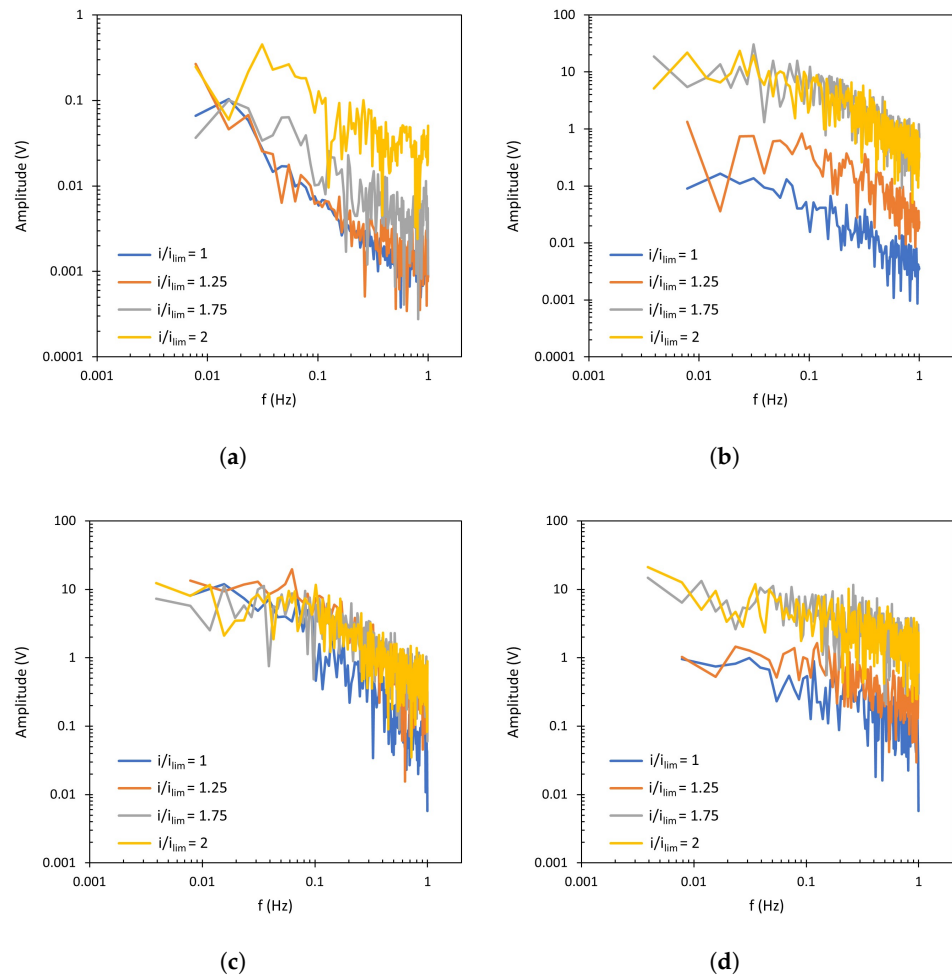 1
0.1
0.01
0.001
0.0001
Amplitude (V)
i/ilim = 1
i/ilim = 1.25
i/ilim = 1.75
i/ilim = 2
0.001 0.01 0.1 1
f (Hz)
(a)
100
10
1
0.1
0.01
0.001
0.0001
Amplitude (V)
i/ilim = 1
i/ilim = 1.25
i/ilim = 1.75
i/ilim = 2
0.001 0.01 0.1 1
f (Hz)
(b)
100
10
1
0.1
0.01
0.001
Amplitude (V)
i/ilim = 1
i/ilim = 1.25
i/ilim = 1.75
i/ilim = 2
0.001 0.01 0.1 1
f (Hz)
(c)
100
10
1
0.1
0.01
0.001
Amplitude (V)
i/ilim = 1
i/ilim = 1.25
i/ilim = 1.75
i/ilim = 2
0.001 0.01 0.1 1
f (Hz)
(d)